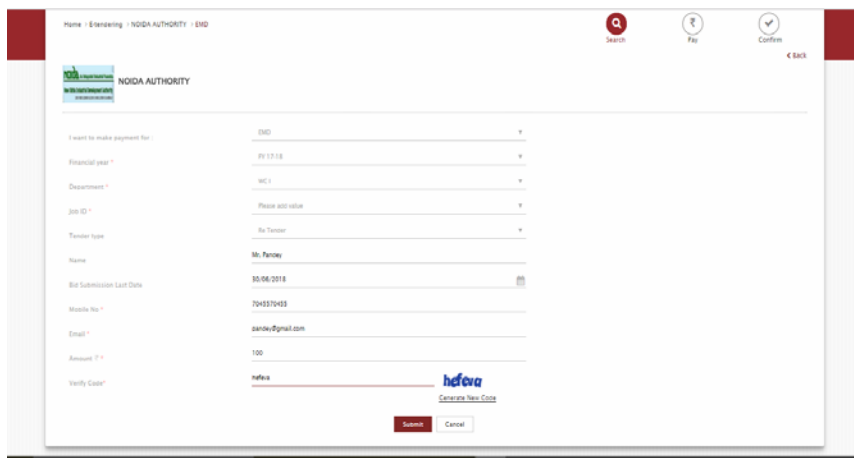 Home > E-tendering > NOIDA AUTHORITY > EMD
Search
Pay
Confirm
< Back
NOIDA AUTHORITY
I want to make payment for :
EMD
Financial year *
FY 17-18
Department *
WC I
Job ID *
Please add value
Tender type
Re Tender
Name
Mr. Pandey
Bid Submission Last Date
30/06/2018
Mobile No *
7045570455
Email *
pandey@gmail.com
Amount ₹ *
100
Verify Code*
hefeva
hefeva
Generate New Code
Submit
Cancel